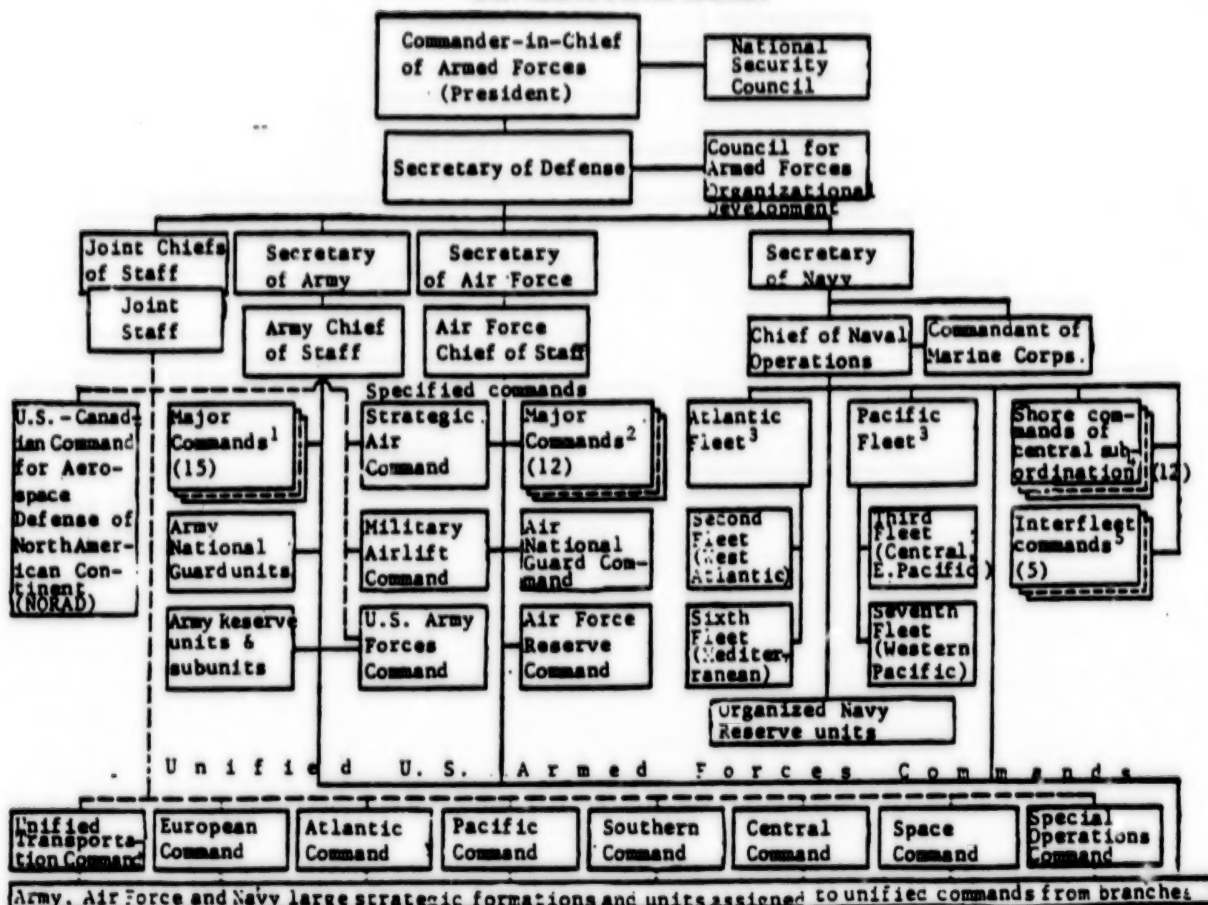 Commander-in-Chief
of Armed Forces
(President)
National
Security
Council
Secretary of Defense
Council for
Armed Forces
Organizational
Development
Joint Chiefs
of Staff
Joint
Staff
Secretary
of Army
Secretary
of Air Force
Secretary
of Navy
Army Chief
of Staff
Air Force
Chief of Staff
Chief of Naval
Operations
Commandant of
Marine Corps.
Specified commands
U.S.-Canad-
ian Command
for Aero-
space
Defense of
North Amer-
ican Con-
tinent
(NORAD)
Major
Commands¹
(15)
Strategic
Air
Command
Major
Commands²
(12)
Atlantic
Fleet³
Pacific
Fleet³
Shore com-
mands of
central sub-
ordination
(12)
Army
National
Guard units
Military
Airlift
Command
Air
National
Guard Com-
mand
Second
Fleet
(West
Atlantic)
Third
Fleet
(Central,
E. Pacific)
Interfleet
commands⁵
(5)
Army Reserve
units &
subunits
U.S. Army
Forces
Command
Air Force
Reserve
Command
Sixth
Fleet
(Mediter-
ranean)
Seventh
Fleet
(Western
Pacific)
Organized Navy
Reserve units
Unified U.S. Armed Forces Commands
Unified
Transporta-
tion Command
European
Command
Atlantic
Command
Pacific
Command
Southern
Command
Central
Command
Space
Command
Special
Operations
Command
Army, Air Force and Navy large strategic formations and units assigned to unified commands from branches